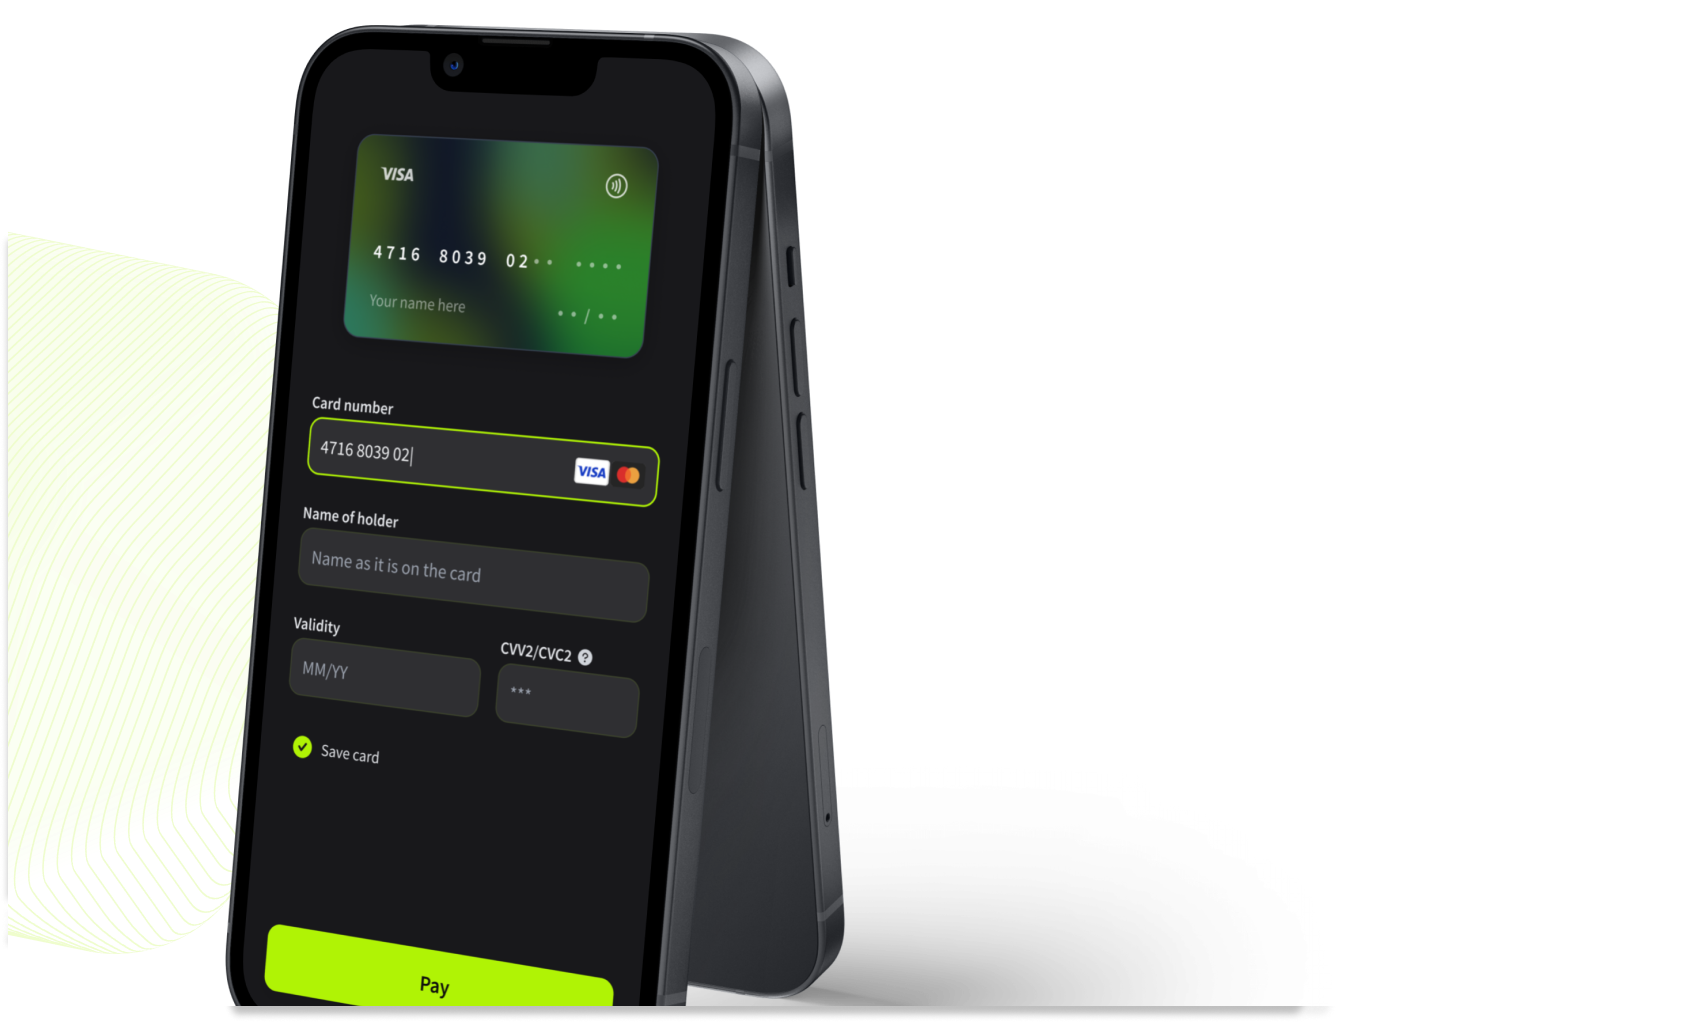 VISA
4716 8039 02•• ••••
Your name here
••/••
Card number
4716 8039 02
VISA
Name of holder
Name as it is on the card
Validity
CVV2/CVC2 ?
MM/YY
***
Save card
Pay